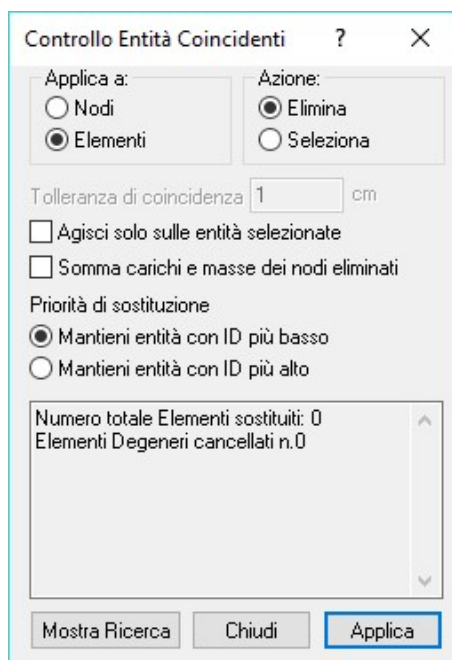 Controllo Entità Coincidenti ?
Applica a: Azione:
Nodi Elimina
Elementi Seleziona
Tolleranza di coincidenza 1 cm
Agisci solo sulle entità selezionate
Somma carichi e masse dei nodi eliminati
Priorità di sostituzione
Mantieni entità con ID più basso
Mantieni entità con ID più alto
Numero totale Elementi sostituiti: 0
Elementi Degeneri cancellati n.0
Mostra Ricerca Chiudi Applica